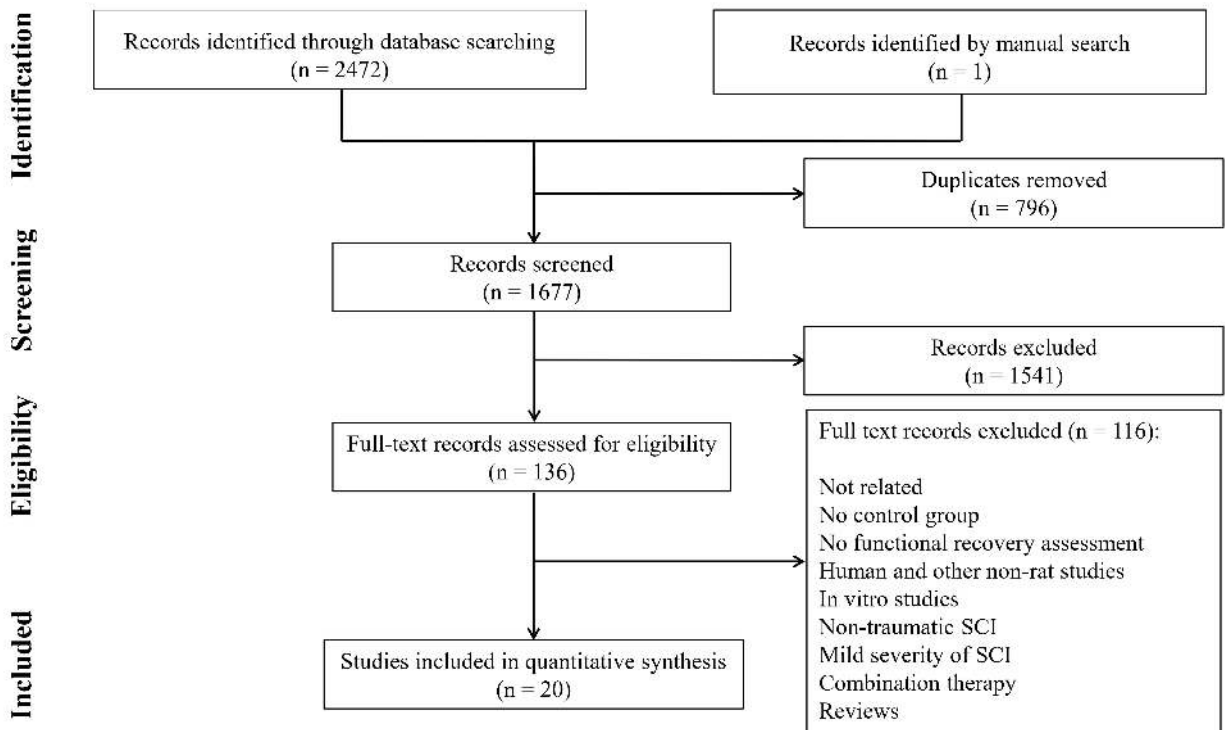 Identification
Records identified through database searching
(n = 2472)
Records identified by manual search
(n = 1)
Duplicates removed
(n = 796)
Screening
Records screened
(n = 1677)
Records excluded
(n = 1541)
Eligibility
Full-text records assessed for eligibility
(n = 136)
Full text records excluded (n = 116):
Not related
No control group
No functional recovery assessment
Human and other non-rat studies
In vitro studies
Non-traumatic SCI
Mild severity of SCI
Combination therapy
Reviews
Included
Studies included in quantitative synthesis
(n = 20)